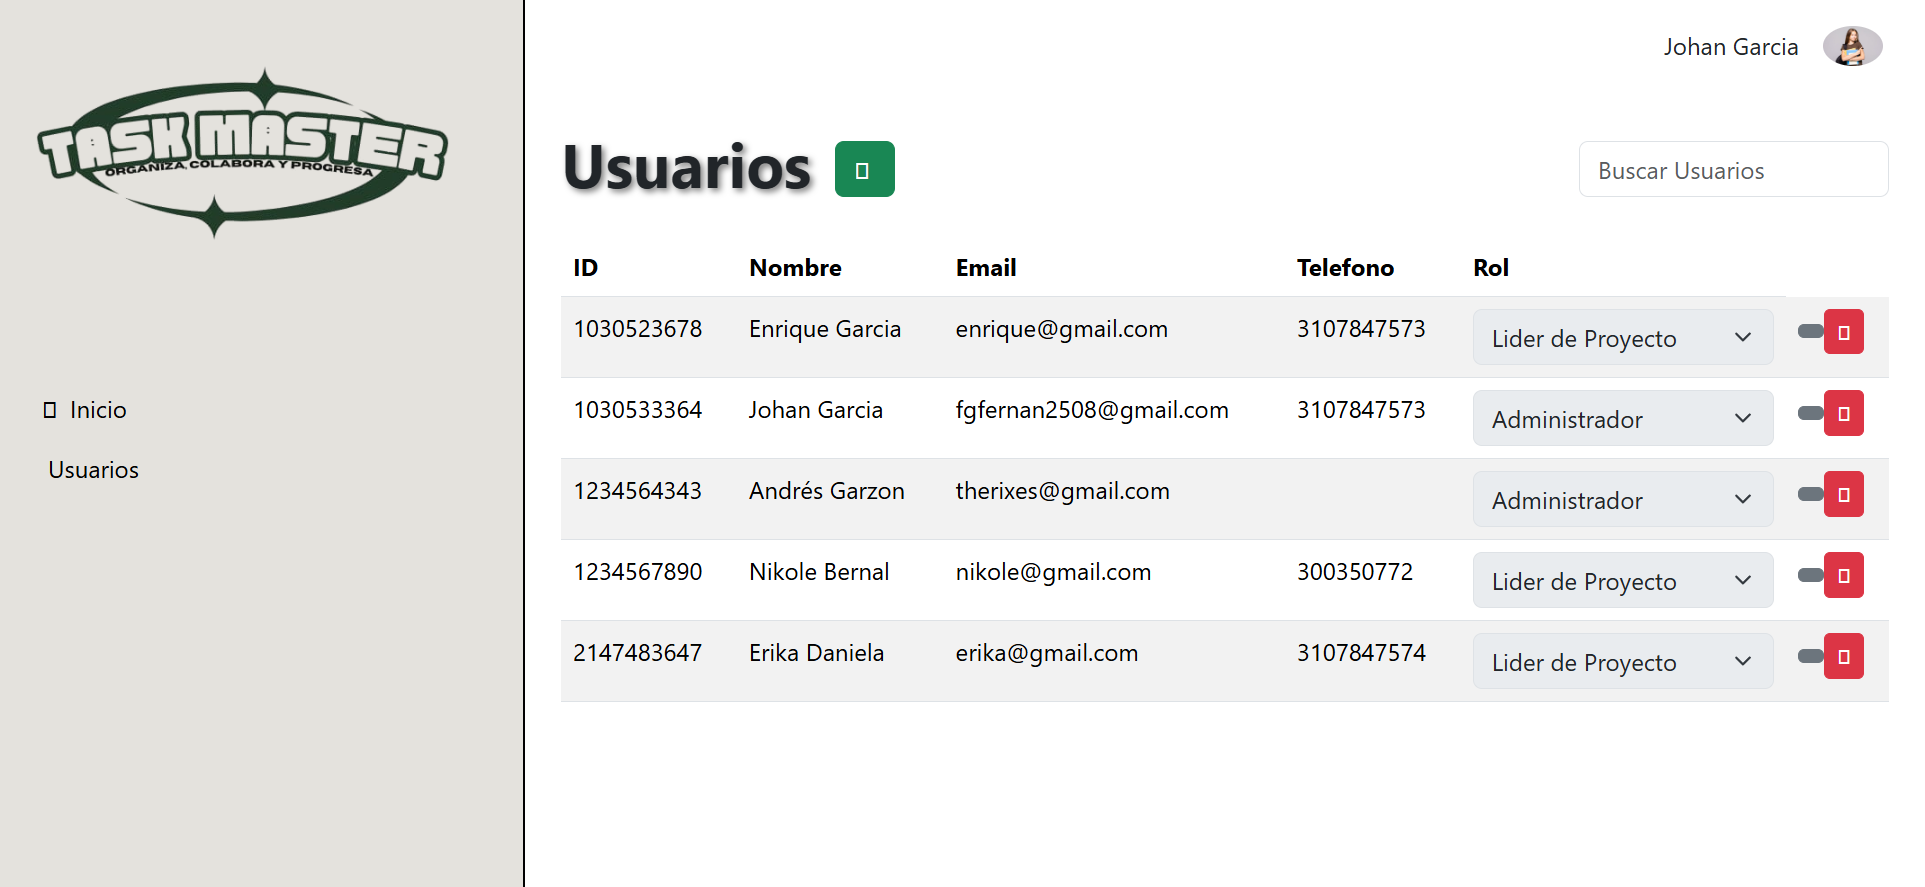 TASK MASTER
ORGANIZA, COLABORA Y PROGRESA
Inicio
Usuarios
Johan Garcia
Usuarios
Buscar Usuarios
ID Nombre Email Telefono Rol
1030523678 Enrique Garcia enrique@gmail.com 3107847573 Lider de Proyecto
1030533364 Johan Garcia fgfernan2508@gmail.com 3107847573 Administrador
1234564343 Andrés Garzon therixes@gmail.com Administrador
1234567890 Nikole Bernal nikole@gmail.com 300350772 Lider de Proyecto
2147483647 Erika Daniela erika@gmail.com 3107847574 Lider de Proyecto